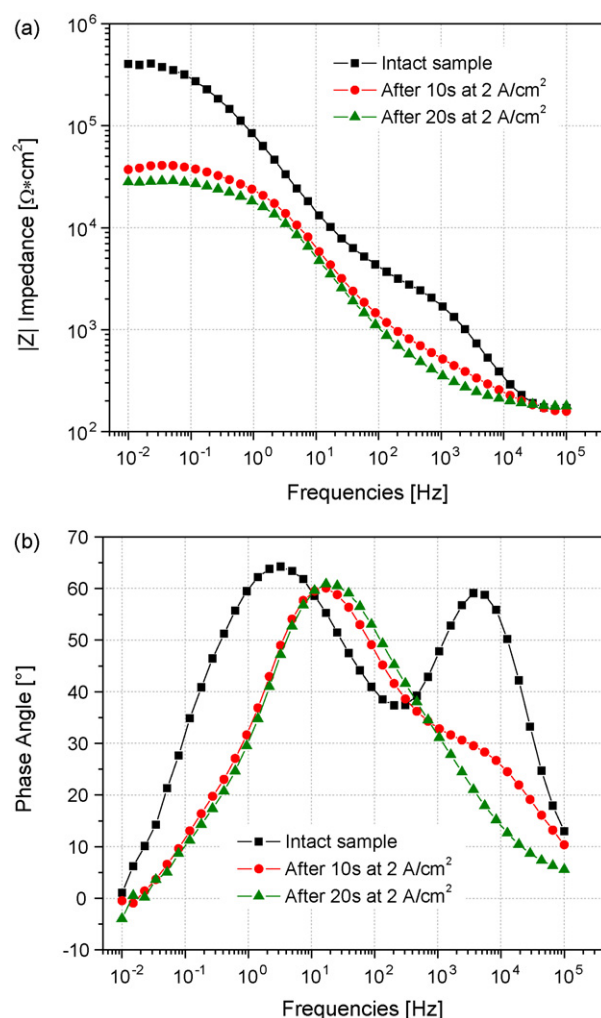 (a)
10^6
10^5
10^4
10^3
10^2
|Z| Impedance [Ω*cm^2]
Intact sample
After 10s at 2 A/cm^2
After 20s at 2 A/cm^2
10^-2 10^-1 10^0 10^1 10^2 10^3 10^4 10^5
Frequencies [Hz]
(b)
70
60
50
40
30
20
10
0
-10
Phase Angle [°]
Intact sample
After 10s at 2 A/cm^2
After 20s at 2 A/cm^2
10^-2 10^-1 10^0 10^1 10^2 10^3 10^4 10^5
Frequencies [Hz]